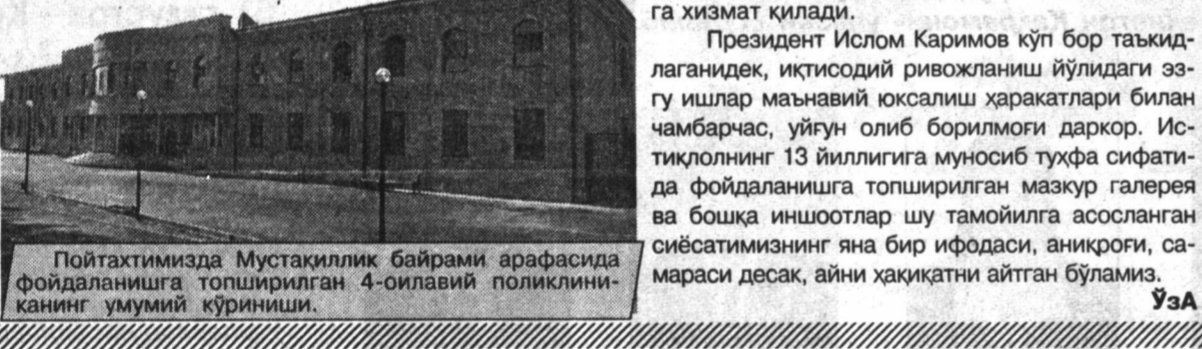 Пойтахтимизда Мустақиллик байрами арафасида
фойдаланишга топширилган 4-оилавий поликлини-
канинг умумий кўриниши.
га хизмат қилади.
Президент Ислом Каримов кўп бор таъкид-
лаганидек, иқтисодий ривожланиш йўлидаги эз-
гу ишлар маънавий юксалиш ҳаракатлари билан
чамбарчас, уйғун олиб борилмоғи даркор. Ис-
тиқлолнинг 13 йиллигига муносиб туҳфа сифати-
да фойдаланишга топширилган мазкур галерея
ва бошқа иншоотлар шу тамойилга асосланган
сиёсатимизнинг яна бир ифодаси, аниқроғи, са-
мараси десак, айни ҳақиқатни айтган бўламиз.
ЎзА